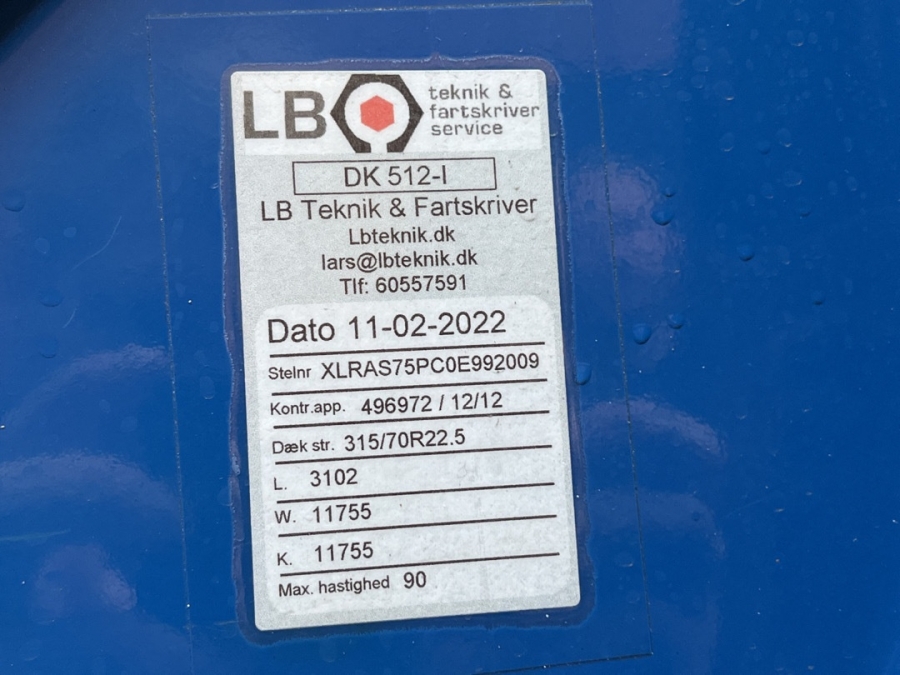 LB
teknik &
fartskriver
service
DK 512-I
LB Teknik & Fartskriver
Lbteknik.dk
lars@lbteknik.dk
Tlf: 60557591
Dato 11-02-2022
Stelnr XLRAS75PC0E992009
Kontr.app. 496972 / 12/12
Dæk str. 315/70R22.5
L. 3102
W. 11755
K. 11755
Max. hastighed 90